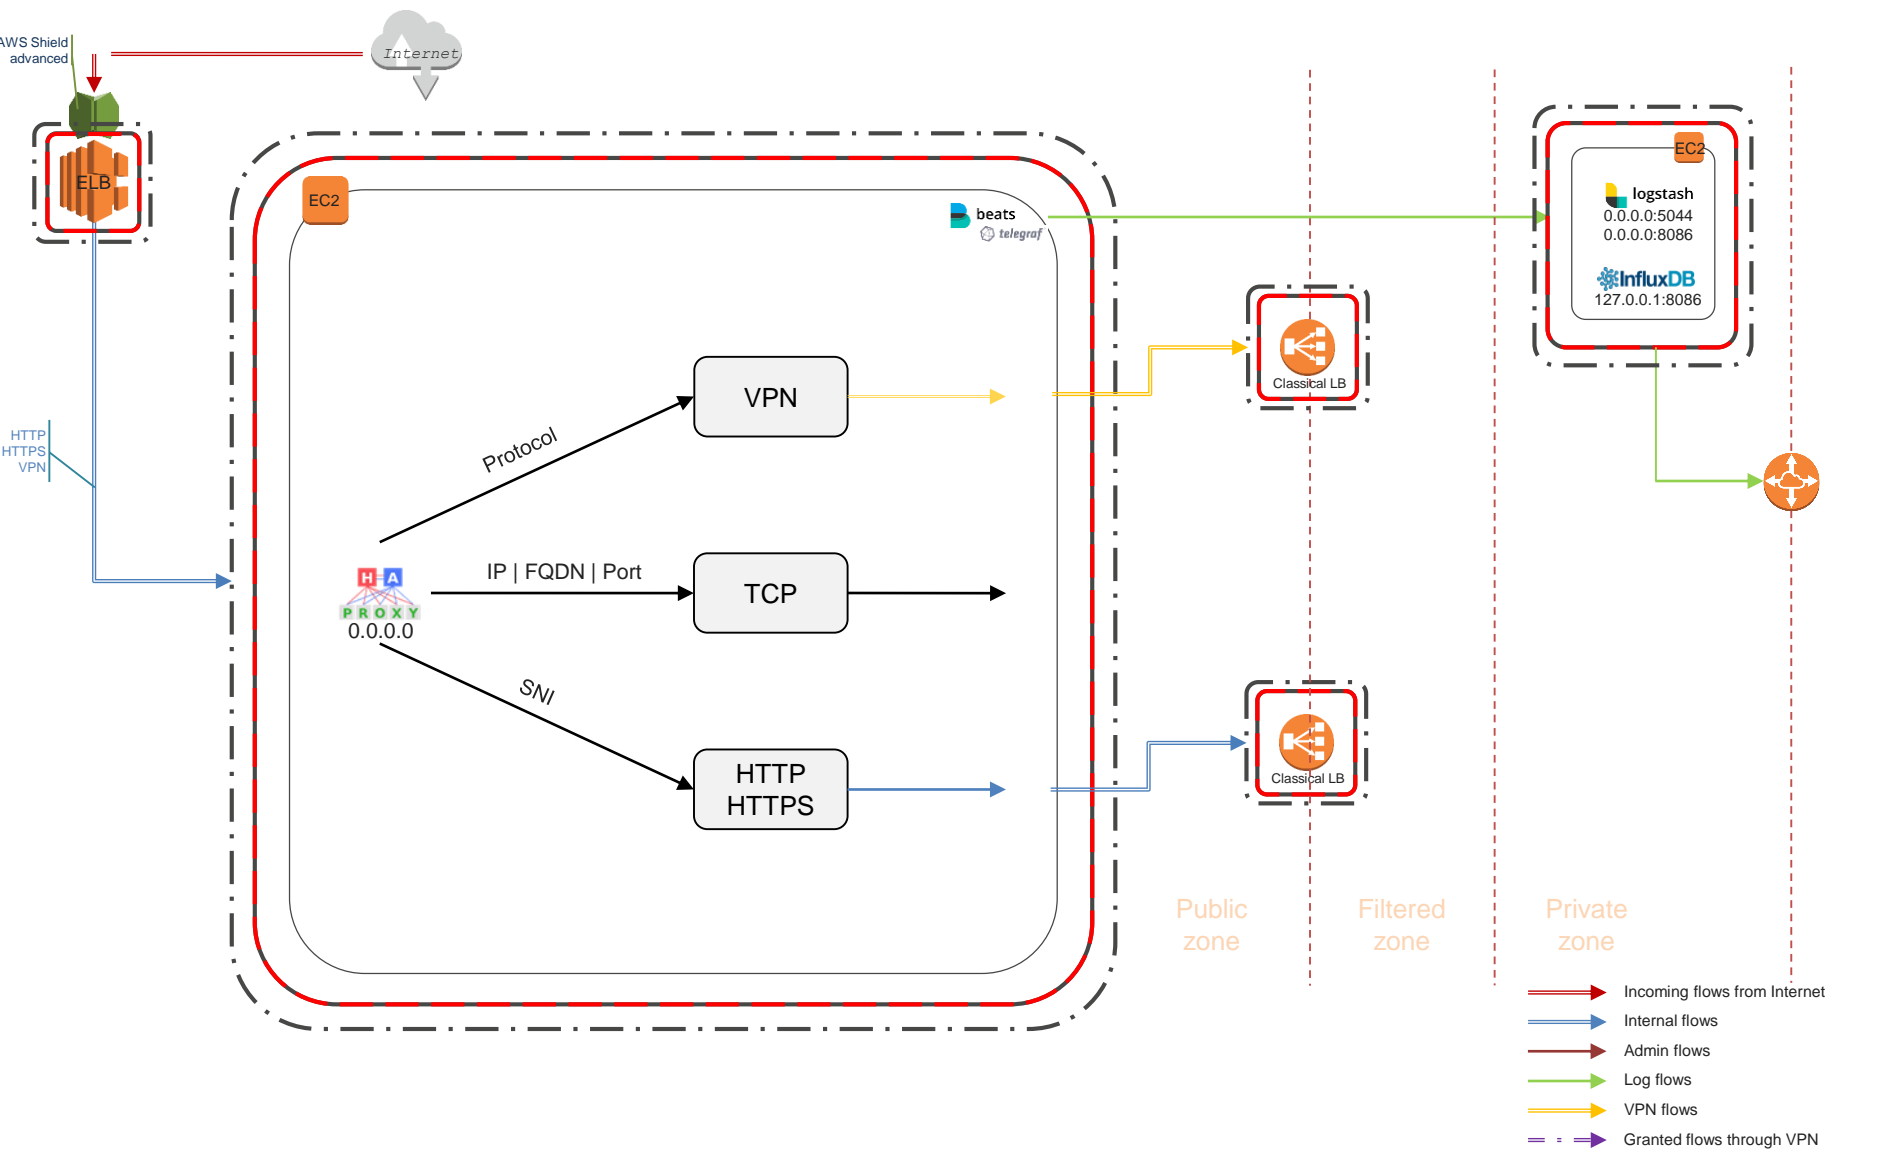 AWS Shield
advanced
Internet
ELB
EC2
beats
telegraf
EC2
logstash
0.0.0.0:5044
0.0.0.0:8086
InfluxDB
127.0.0.1:8086
Classical LB
VPN
Protocol
HTTP
HTTPS
VPN
IP | FQDN | Port
TCP
HA
PROXY
0.0.0.0
SNI
HTTP
HTTPS
Classical LB
Public
zone
Filtered
zone
Private
zone
Incoming flows from Internet
Internal flows
Admin flows
Log flows
VPN flows
Granted flows through VPN